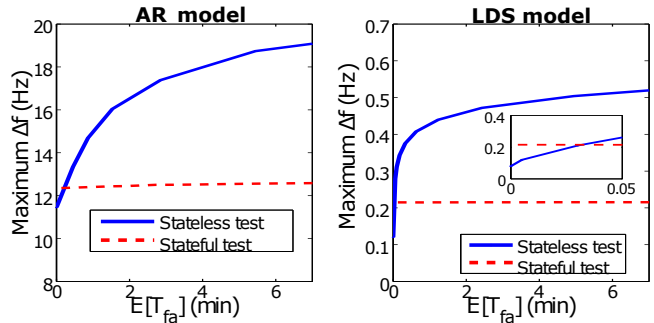 AR model
Maximum Δf (Hz)
20
18
16
14
12
10
8
0
2
4
6
E[T_fa] (min)
Stateless test
Stateful test
LDS model
Maximum Δf (Hz)
0.7
0.6
0.5
0.4
0.3
0.2
0.1
0
0
2
4
6
E[T_fa] (min)
0.4
0.2
0
0
0.05
Stateless test
Stateful test